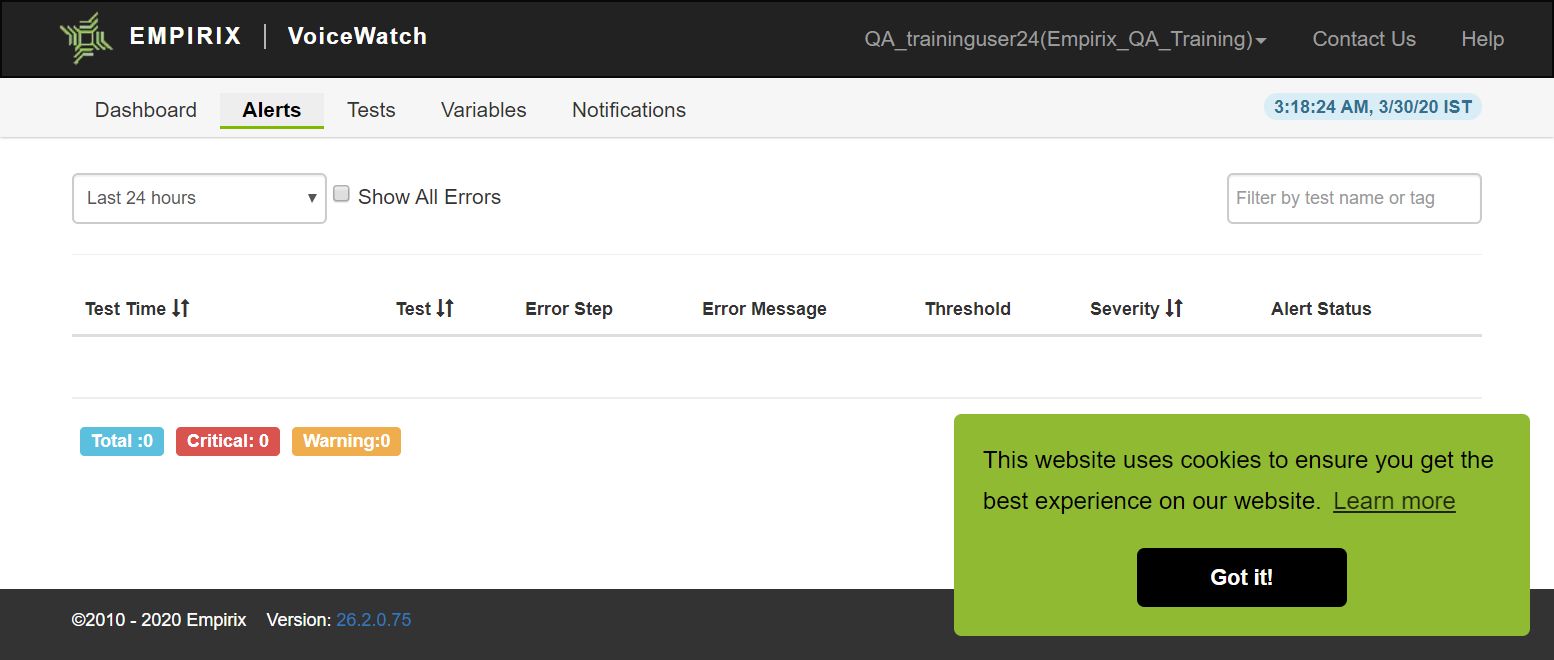 EMPIRIX | VoiceWatch
QA_traininguser24(Empirix_QA_Training)
Contact Us
Help
Dashboard
Alerts
Tests
Variables
Notifications
3:18:24 AM, 3/30/20 IST
Last 24 hours
Show All Errors
Filter by test name or tag
Test Time
Test
Error Step
Error Message
Threshold
Severity
Alert Status
Total :0
Critical: 0
Warning:0
This website uses cookies to ensure you get the
best experience on our website. Learn more
Got it!
©2010 - 2020 Empirix Version: 26.2.0.75